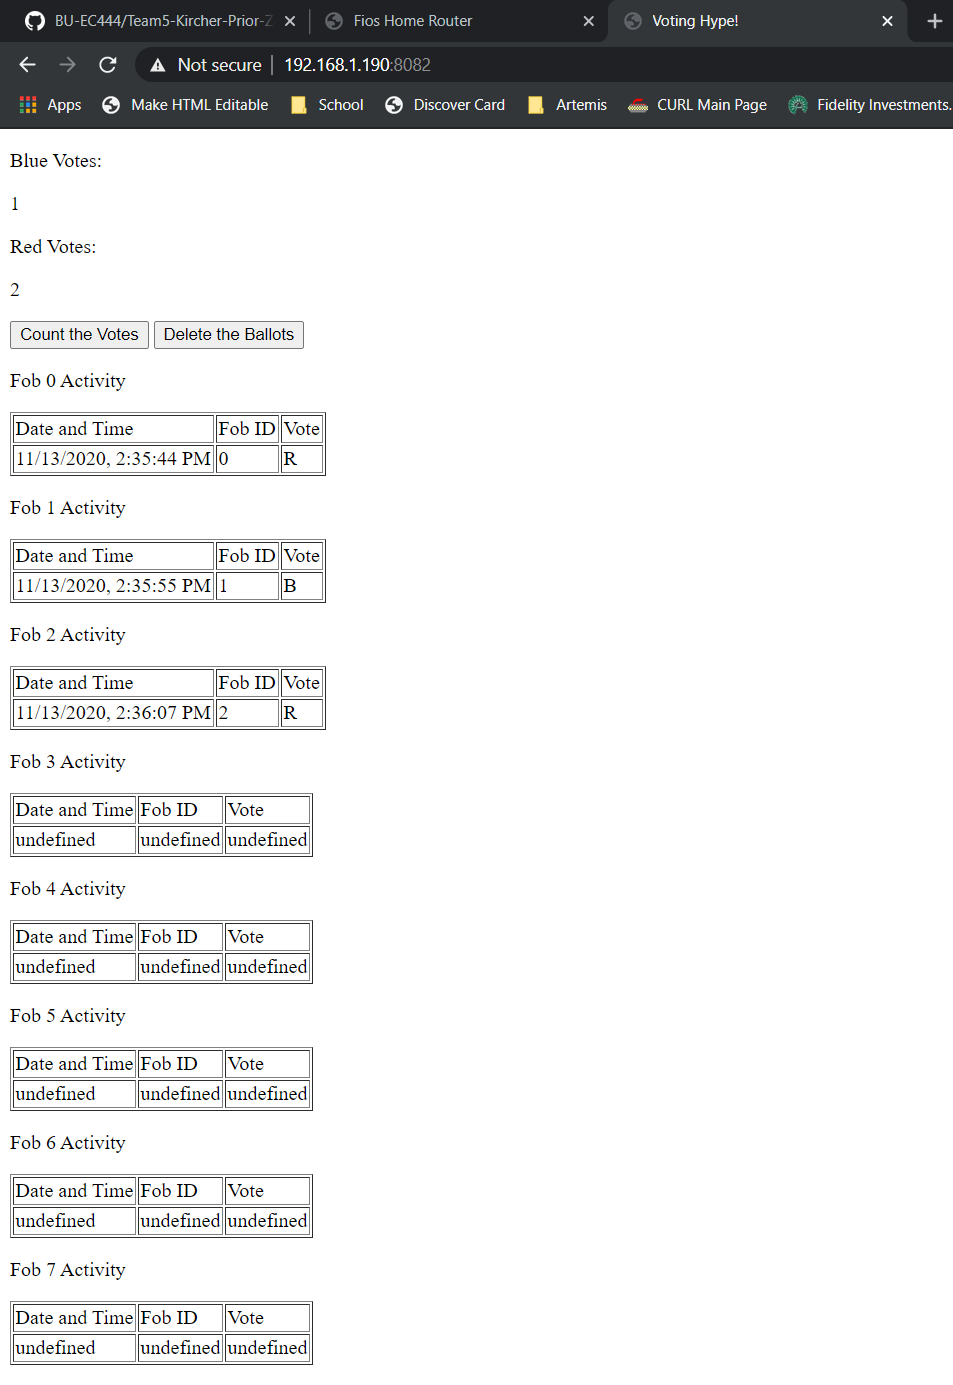 BU-EC444/Team5-Kircher-Prior-Z
Fios Home Router
Voting Hype!
Not secure | 192.168.1.190:8082
Apps Make HTML Editable School Discover Card Artemis CURL Main Page Fidelity Investments.
Blue Votes:
1
Red Votes:
2
Count the Votes Delete the Ballots
Fob 0 Activity
Date and Time Fob ID Vote
11/13/2020, 2:35:44 PM 0 R
Fob 1 Activity
Date and Time Fob ID Vote
11/13/2020, 2:35:55 PM 1 B
Fob 2 Activity
Date and Time Fob ID Vote
11/13/2020, 2:36:07 PM 2 R
Fob 3 Activity
Date and Time Fob ID Vote
undefined undefined undefined
Fob 4 Activity
Date and Time Fob ID Vote
undefined undefined undefined
Fob 5 Activity
Date and Time Fob ID Vote
undefined undefined undefined
Fob 6 Activity
Date and Time Fob ID Vote
undefined undefined undefined
Fob 7 Activity
Date and Time Fob ID Vote
undefined undefined undefined